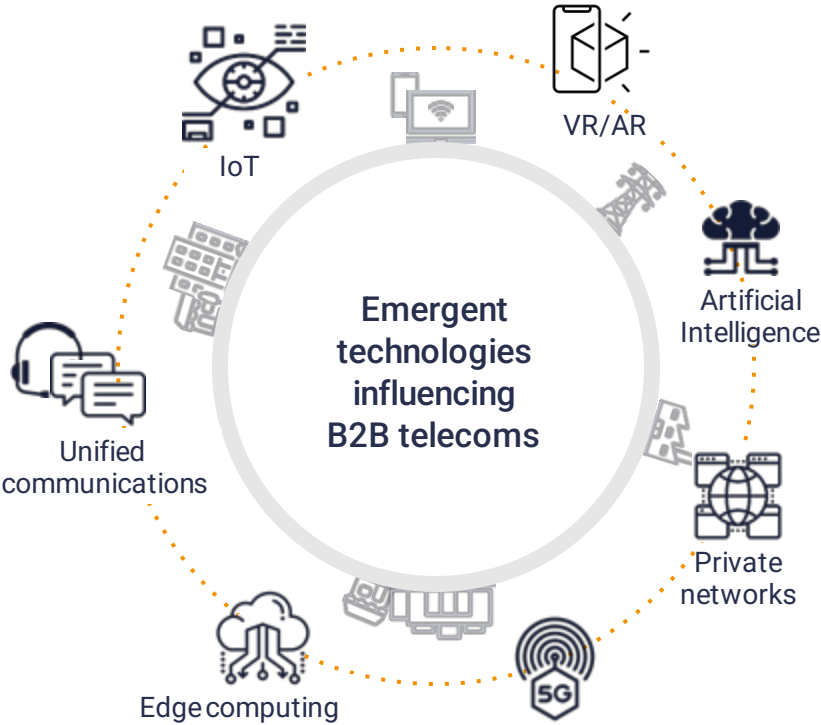 VR/AR
IoT
Artificial
Intelligence
Emergent
technologies
influencing
B2B telecoms
Unified
communications
Private
networks
5G
Edge computing